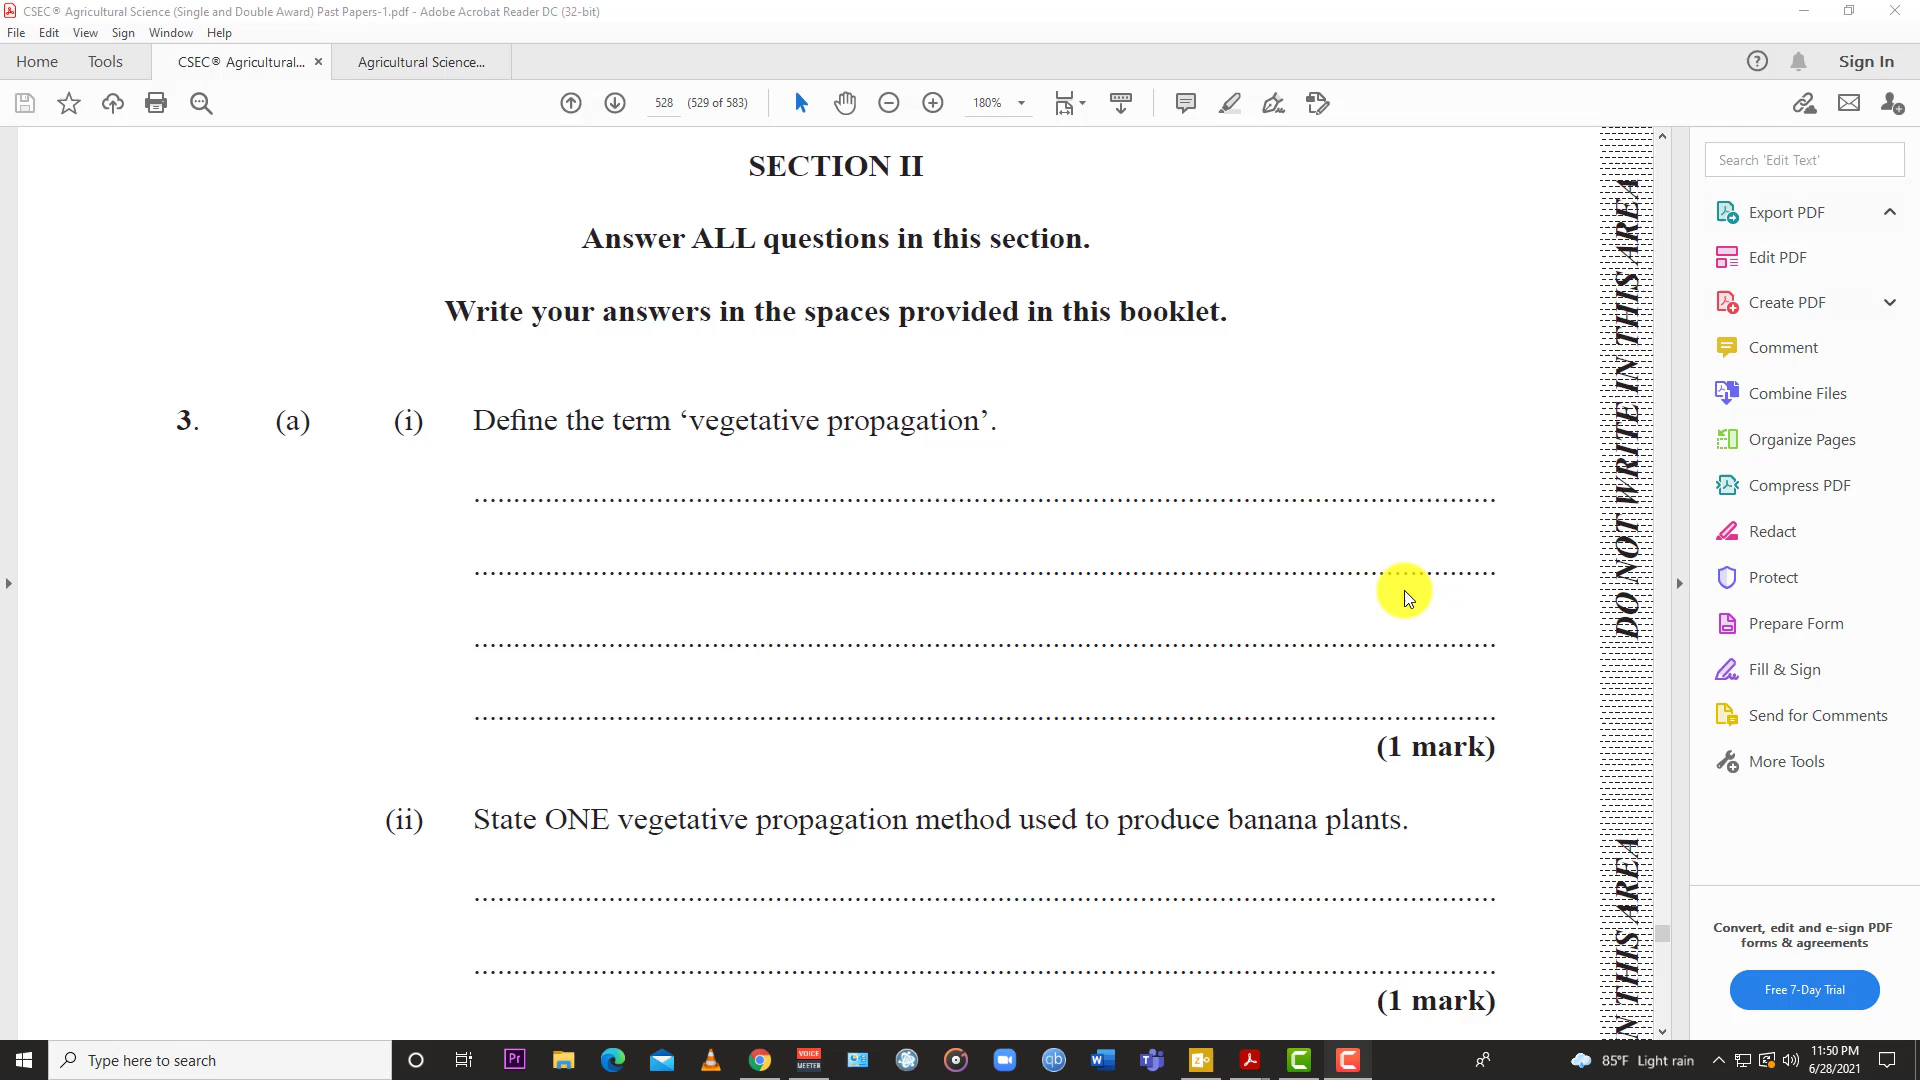 CSEC® Agricultural Science (Single and Double Award) Past Papers-1.pdf - Adobe Acrobat Reader DC (32-bit)
File Edit View Sign Window Help
Home Tools CSEC® Agricultural... × Agricultural Science... Sign In
528 (529 of 583) 180%
SECTION II
Answer ALL questions in this section.
Write your answers in the spaces provided in this booklet.
3. (a) (i) Define the term ‘vegetative propagation’.
(1 mark)
(ii) State ONE vegetative propagation method used to produce banana plants.
(1 mark)
DO NOT WRITE IN THIS AREA
N THIS AREA
Search 'Edit Text'
Export PDF
Edit PDF
Create PDF
Comment
Combine Files
Organize Pages
Compress PDF
Redact
Protect
Prepare Form
Fill & Sign
Send for Comments
More Tools
Convert, edit and e-sign PDF
forms & agreements
Free 7-Day Trial
Type here to search
Pr
VOICE
MEETER
qb
85°F Light rain
11:50 PM
6/28/2021